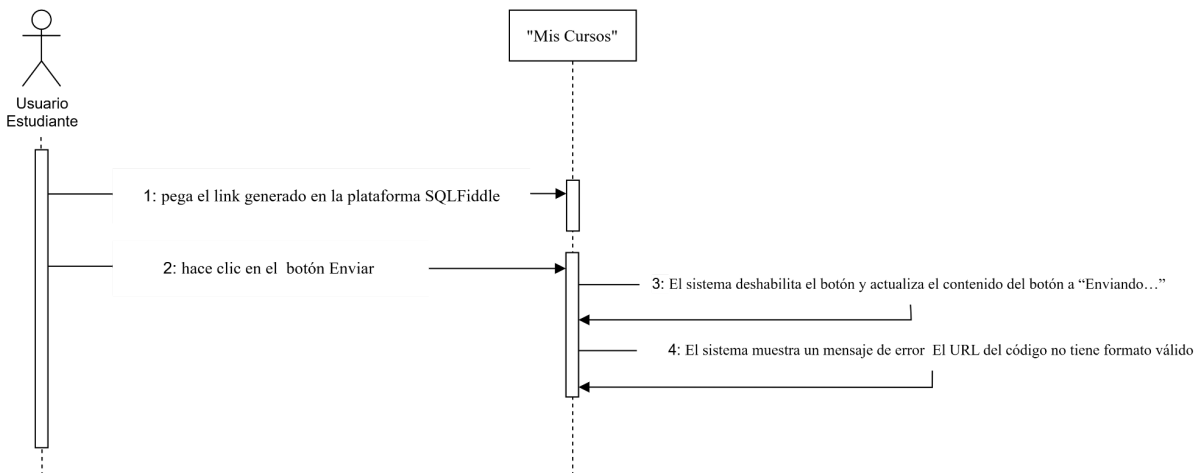 "Mis Cursos"
Usuario
Estudiante
1: pega el link generado en la plataforma SQLFiddle
2: hace clic en el botón Enviar
3: El sistema deshabilita el botón y actualiza el contenido del botón a “Enviando…”
4: El sistema muestra un mensaje de error El URL del código no tiene formato válido